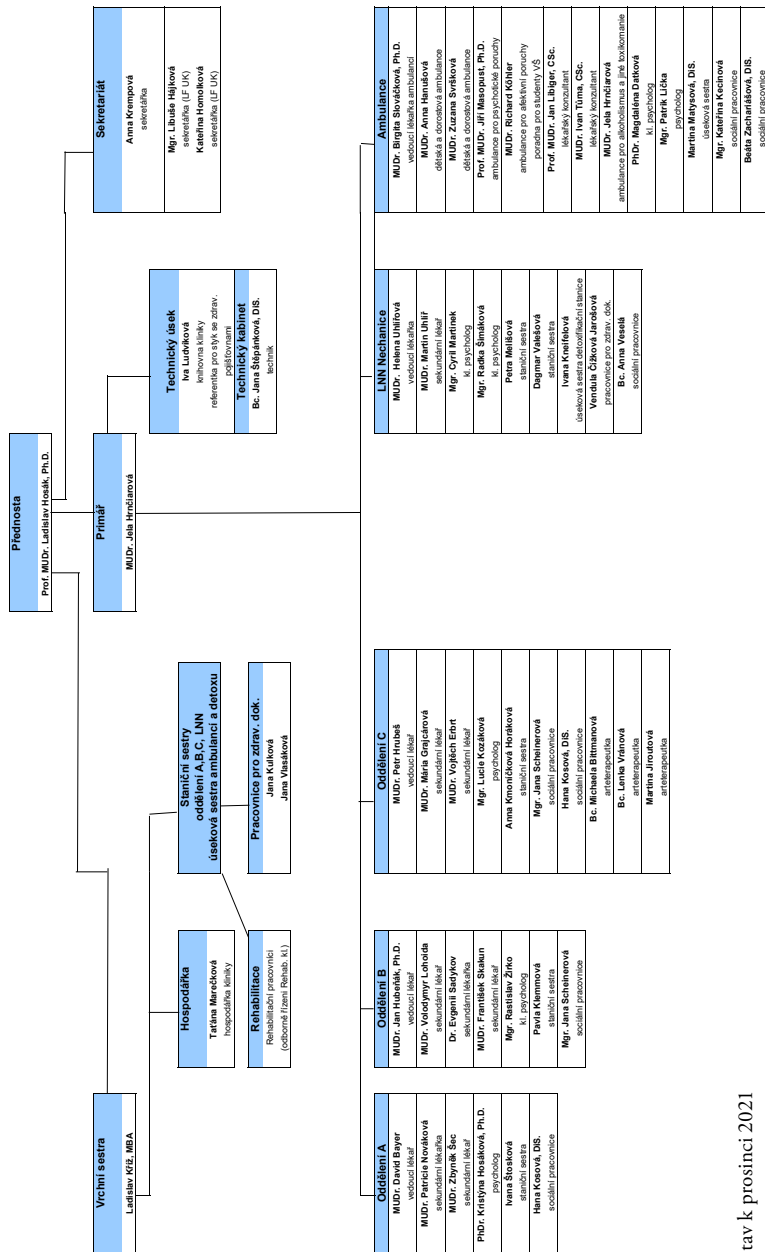 Přednosta
Prof. MUDr. Ladislav Hosák, Ph.D.
Vrchní sestra
Ladislav Kříž, MBA
Primář
MUDr. Jela Hrnčiarová
Sekretariát
Anna Krempová
sekretářka
Mgr. Libuše Hájková
sekretářka (LF UK)
Kateřina Homolková
sekretářka (LF UK)
Hospodářka
Taťána Marečková
hospodářka kliniky
Staniční sestry
oddělení A,B,C, LNN
úseková sestra ambulancí a detoxu
Technický úsek
Iva Ludvíková
knihovna kliniky
referentka pro styk se zdrav.
pojišťovnami
Technický kabinet
Bc. Jana Štěpánková, DIS.
technik
Rehabilitace
Rehabilitační pracovníci
(odborné řízení Rehab. kl.)
Pracovnice pro zdrav. dok.
Jana Kulková
Jana Vlasáková
Oddělení A
MUDr. David Bayer
vedoucí lékař
MUDr. Patricie Nováková
sekundární lékařka
MUDr. Zbyněk Šec
sekundární lékař
PhDr. Kristýna Hosáková, Ph.D.
psycholog
Ivana Štosková
staniční sestra
Hana Kosová, DIS.
sociální pracovnice
Oddělení B
MUDr. Jan Hubeňák, Ph.D.
vedoucí lékař
MUDr. Volodymyr Lohoida
sekundární lékař
Dr. Evgenii Sadykov
sekundární lékařka
MUDr. František Skakun
sekundární lékař
Mgr. Rastislav Žirko
kl. psycholog
Pavla Klemmová
staniční sestra
Mgr. Jana Scheinerová
sociální pracovnice
Oddělení C
MUDr. Petr Hrubeš
vedoucí lékař
MUDr. Mária Grajcárová
sekundární lékař
MUDr. Vojtěch Erbrt
sekundární lékař
Mgr. Lucie Kozáková
psycholog
Anna Kmoníčková Horáková
staniční sestra
Mgr. Jana Scheinerová
sociální pracovnice
Hana Kosová, DIS.
sociální pracovnice
Bc. Michaela Bittmanová
arteterapeutka
Bc. Lenka Vránová
arteterapeutka
Martina Jiroutová
arteterapeutka
LNN Nechanice
MUDr. Helena Uhlířová
vedoucí lékařka
MUDr. Martin Uhlíř
sekundární lékař
Mgr. Cyril Martinek
kl. psycholog
Mgr. Radka Šimáková
kl. psycholog
Petra Melišová
staniční sestra
Dagmar Valešová
staniční sestra
Ivana Kneifelová
úseková sestra detoxifikační stanice
Vendula Čížková Jarošová
pracovnice pro zdrav. dok.
Bc. Anna Veselá
sociální pracovnice
Ambulance
MUDr. Birgita Slováčková, Ph.D.
vedoucí lékařka ambulancí
MUDr. Anna Hanušová
dětská a dorostová ambulance
MUDr. Zuzana Svršková
dětská a dorostová ambulance
Prof. MUDr. Jiří Masopust, Ph.D.
ambulance pro psychotické poruchy
MUDr. Richard Köhler
ambulance pro afektivní poruchy
poradna pro studenty VŠ
Prof. MUDr. Jan Libiger, CSc.
lékařský konzultant
MUDr. Ivan Tůma, CSc.
lékařský konzultant
MUDr. Jela Hrnčiarová
ambulance pro alkoholismus a jiné toxikomanie
PhDr. Magdaléna Datková
kl. psycholog
Mgr. Patrik Lička
psycholog
Martina Matysová, DIS.
úseková sestra
Mgr. Kateřina Kecinová
sociální pracovnice
Beáta Zachariášová, DIS.
sociální pracovnice
tav k prosinci 2021